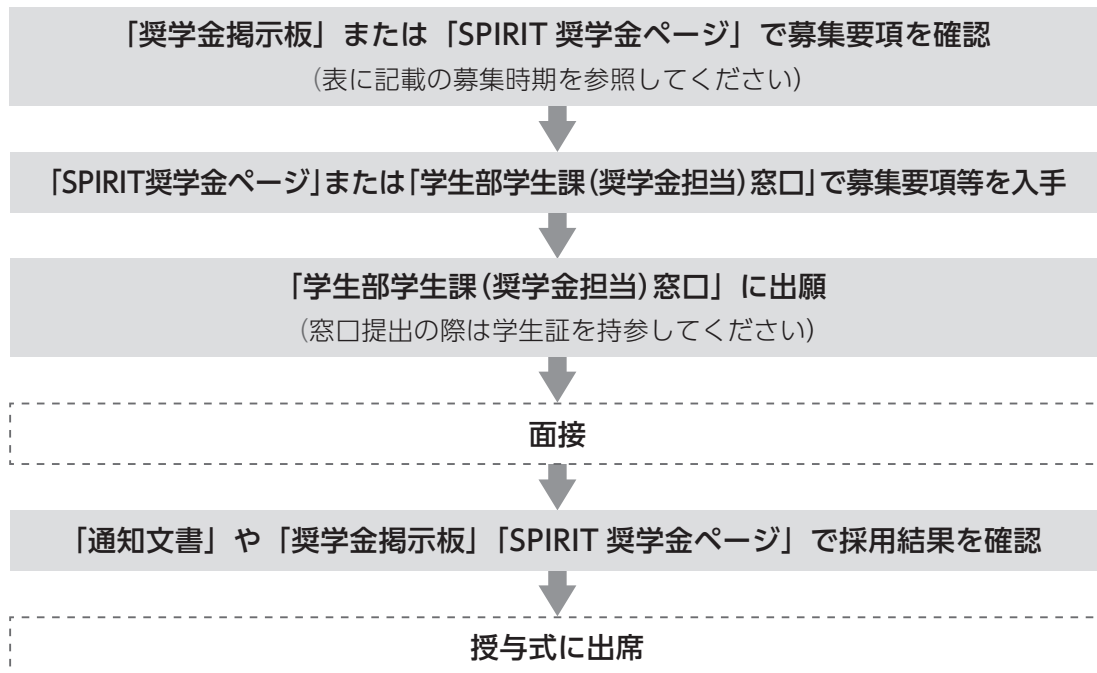 「奨学金掲示板」または「SPIRIT 奨学金ページ」で募集要項を確認
（表に記載の募集時期を参照してください）
「SPIRIT奨学金ページ」または「学生部学生課（奨学金担当）窓口」で募集要項等を入手
「学生部学生課（奨学金担当）窓口」に出願
（窓口提出の際は学生証を持参してください）
面接
「通知文書」や「奨学金掲示板」「SPIRIT 奨学金ページ」で採用結果を確認
授与式に出席